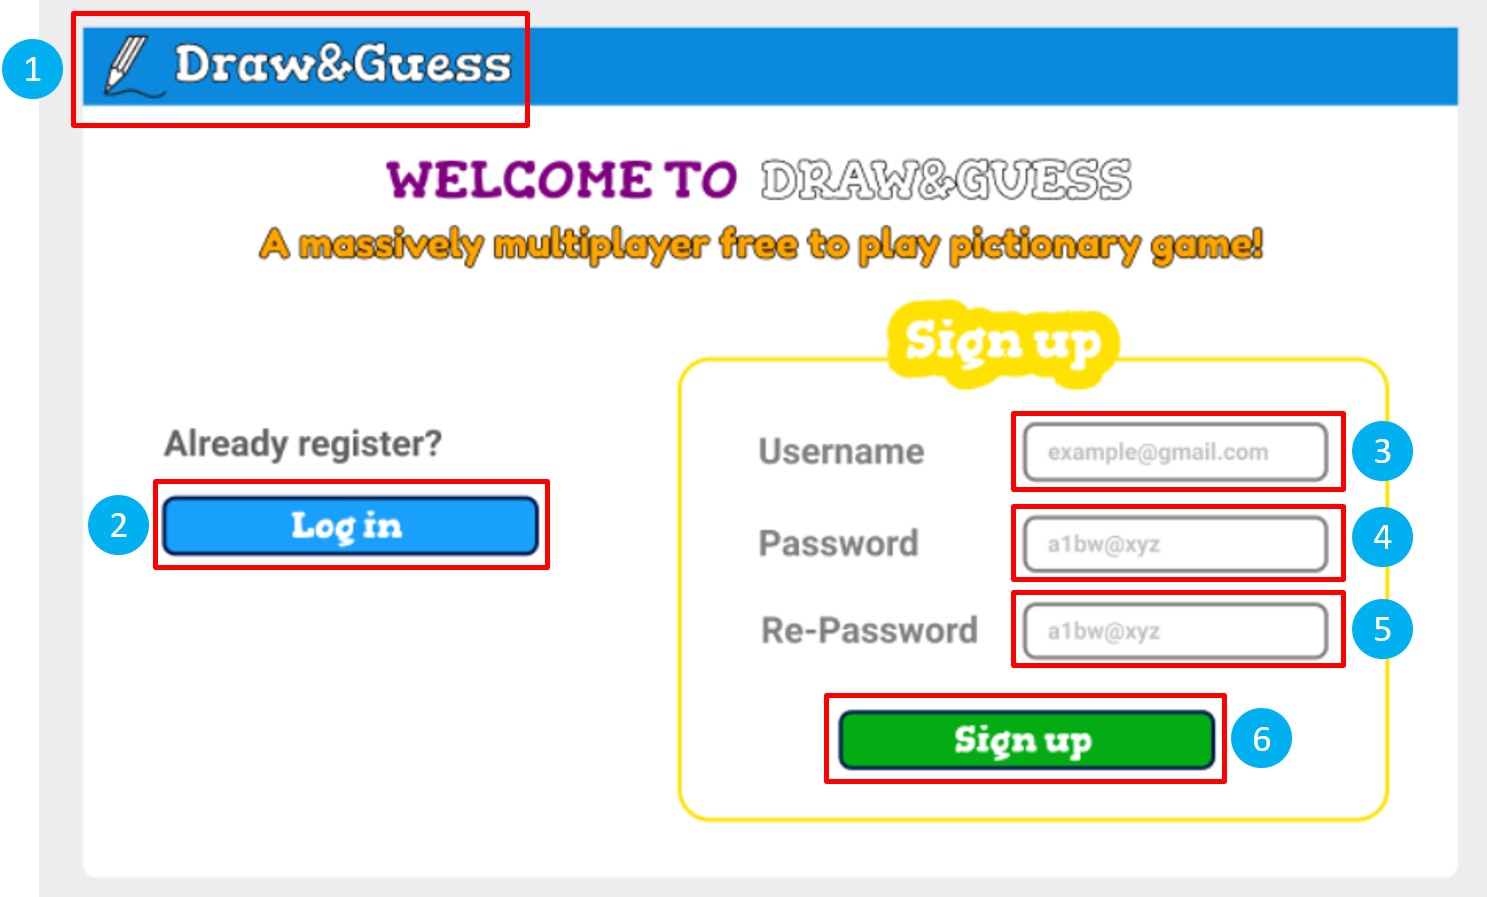 1
Draw&Guess
WELCOME TO DRAW&GUESS
A massively multiplayer free to play pictionary game!
Sign up
Already register?
2
Log in
Username
example@gmail.com
3
Password
a1bw@xyz
4
Re-Password
a1bw@xyz
5
Sign up
6